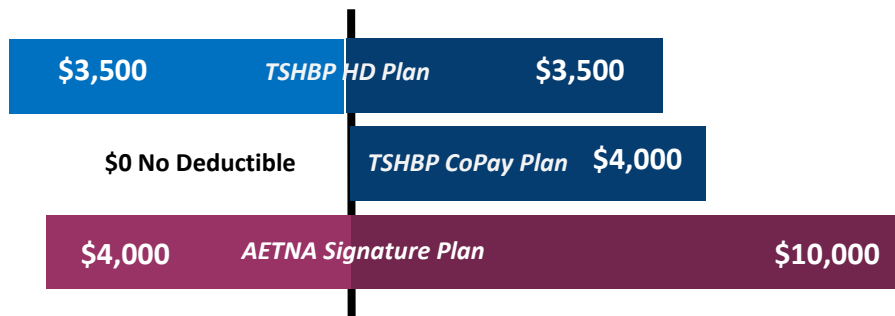 $3,500 TSHBP HD Plan $3,500
$0 No Deductible TSHBP CoPay Plan $4,000
$4,000 AETNA Signature Plan $10,000